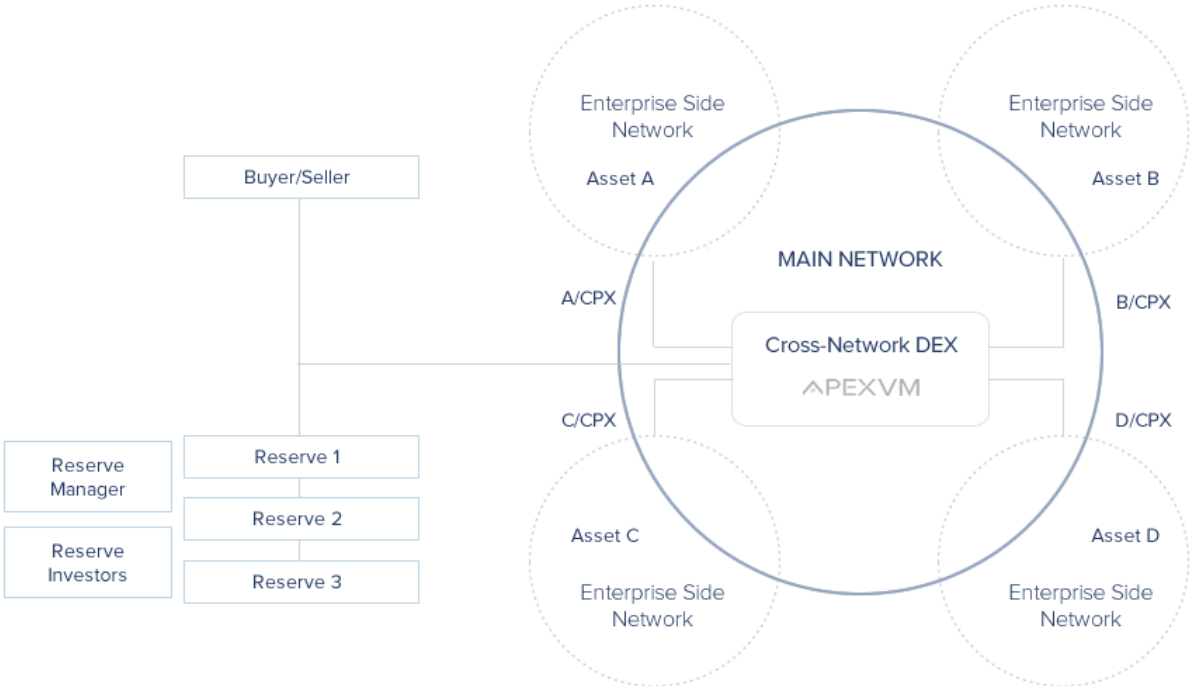 Enterprise Side
Network
Asset A
Enterprise Side
Network
Asset B
Buyer/Seller
MAIN NETWORK
A/CPX
B/CPX
Cross-Network DEX
APEXVM
C/CPX
D/CPX
Reserve
Manager
Reserve
Investors
Reserve 1
Reserve 2
Reserve 3
Asset C
Enterprise Side
Network
Asset D
Enterprise Side
Network